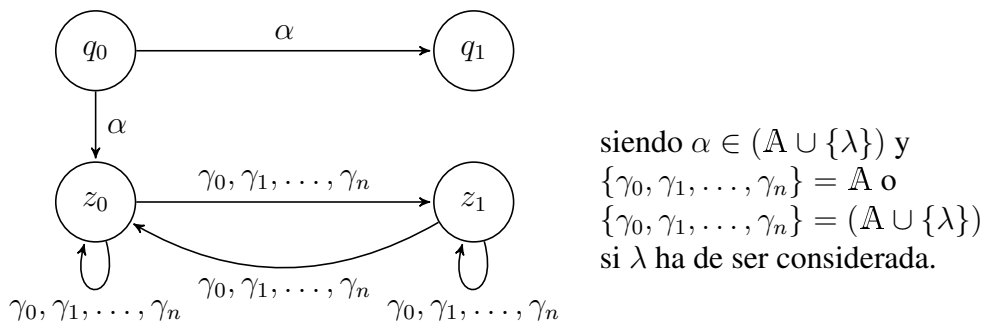 q₀
α
q₁
α
z₀
γ₀, γ₁, . . . , γₙ
z₁
γ₀, γ₁, . . . , γₙ
γ₀, γ₁, . . . , γₙ
γ₀, γ₁, . . . , γₙ
siendo α ∈ (𝔸 ∪ {λ}) y
{γ₀, γ₁, . . . , γₙ} = 𝔸 o
{γ₀, γ₁, . . . , γₙ} = (𝔸 ∪ {λ})
si λ ha de ser considerada.